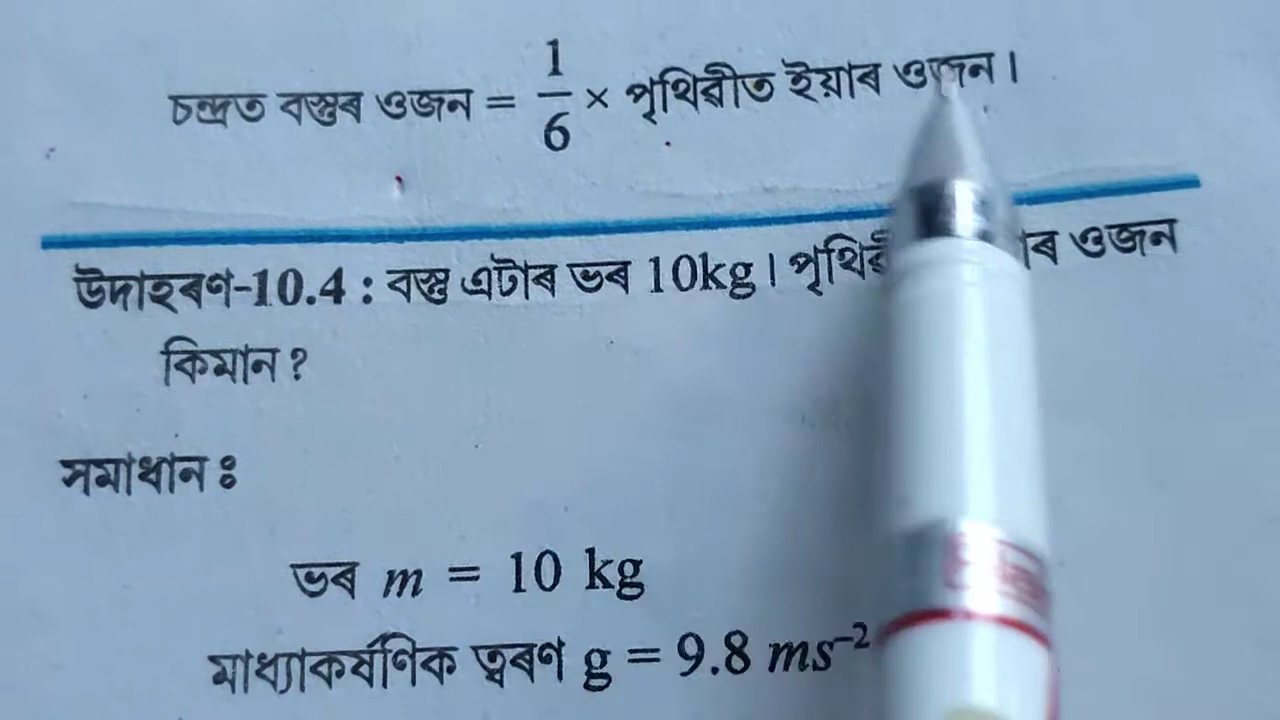 চন্দ্ৰত বস্তুৰ ওজন = 1/6 × পৃথিৱীত ইয়াৰ ওজন।
উদাহৰণ-10.4 : বস্তু এটাৰ ভৰ 10kg। ওজন
কিমান ?
সমাধান ঃ
ভৰ m = 10 kg
মাধ্যাকৰ্ষণিক ত্বৰণ g = 9.8 ms⁻²